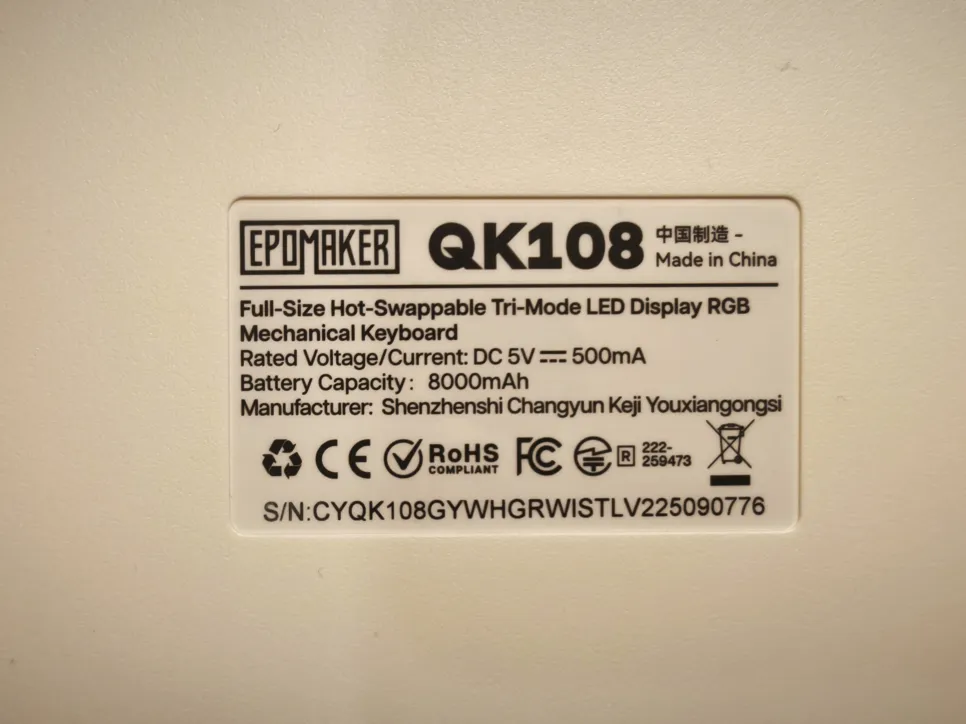 EPOMAKER QK108 中国制造 -
Made in China
Full-Size Hot-Swappable Tri-Mode LED Display RGB
Mechanical Keyboard
Rated Voltage/Current: DC 5V ⎓ 500mA
Battery Capacity： 8000mAh
Manufacturer: Shenzhenshi Changyun Keji Youxiangongsi
CE RoHS COMPLIANT FC R 222-259473
S/N:CYQK108GYWHGRWISTLV225090776